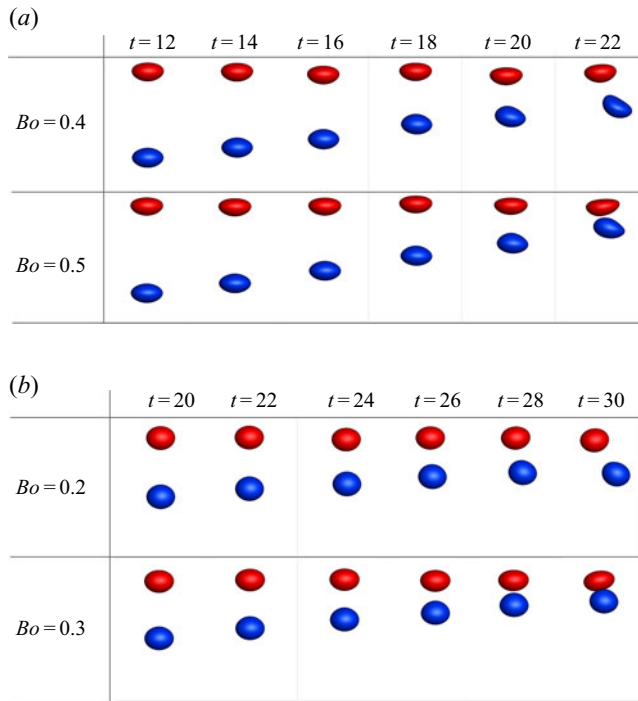 (a)
t = 12 t = 14 t = 16 t = 18 t = 20 t = 22
Bo = 0.4
Bo = 0.5
(b)
t = 20 t = 22 t = 24 t = 26 t = 28 t = 30
Bo = 0.2
Bo = 0.3